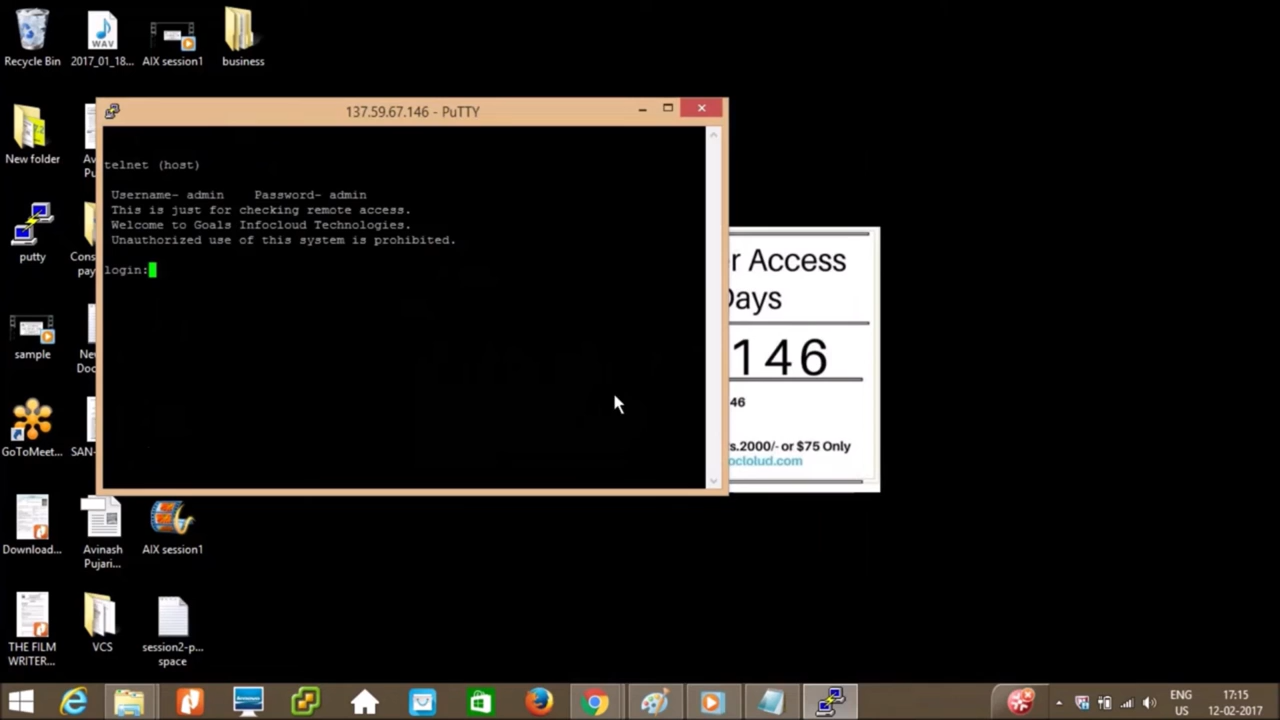 Recycle Bin
2017_01_18...
AIX session1
business
WAV
New folder
putty
sample
GoToMeet...
Download...
Avinash
Pujari...
AIX session1
THE FILM
WRITER...
VCS
session2-p...
space
137.59.67.146 - PuTTY
telnet (host)
Username- admin    Password- admin
This is just for checking remote access.
Welcome to Goals Infocloud Technologies.
Unauthorized use of this system is prohibited.
login:
r Access
Days
146
46
s.2000/- or $75 Only
oclolud.com
ENG
US
17:15
12-02-2017